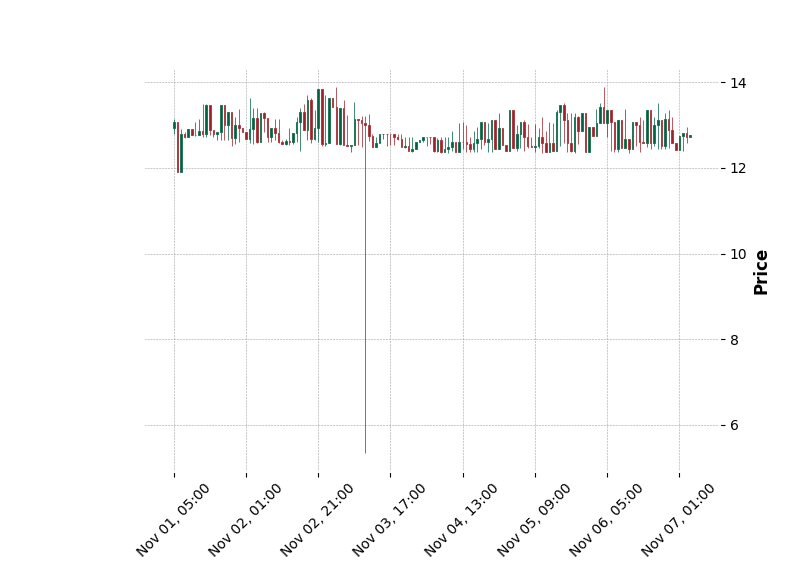 14
12
10
8
6
Price
Nov 01, 05:00
Nov 02, 01:00
Nov 02, 21:00
Nov 03, 17:00
Nov 04, 13:00
Nov 05, 09:00
Nov 06, 05:00
Nov 07, 01:00